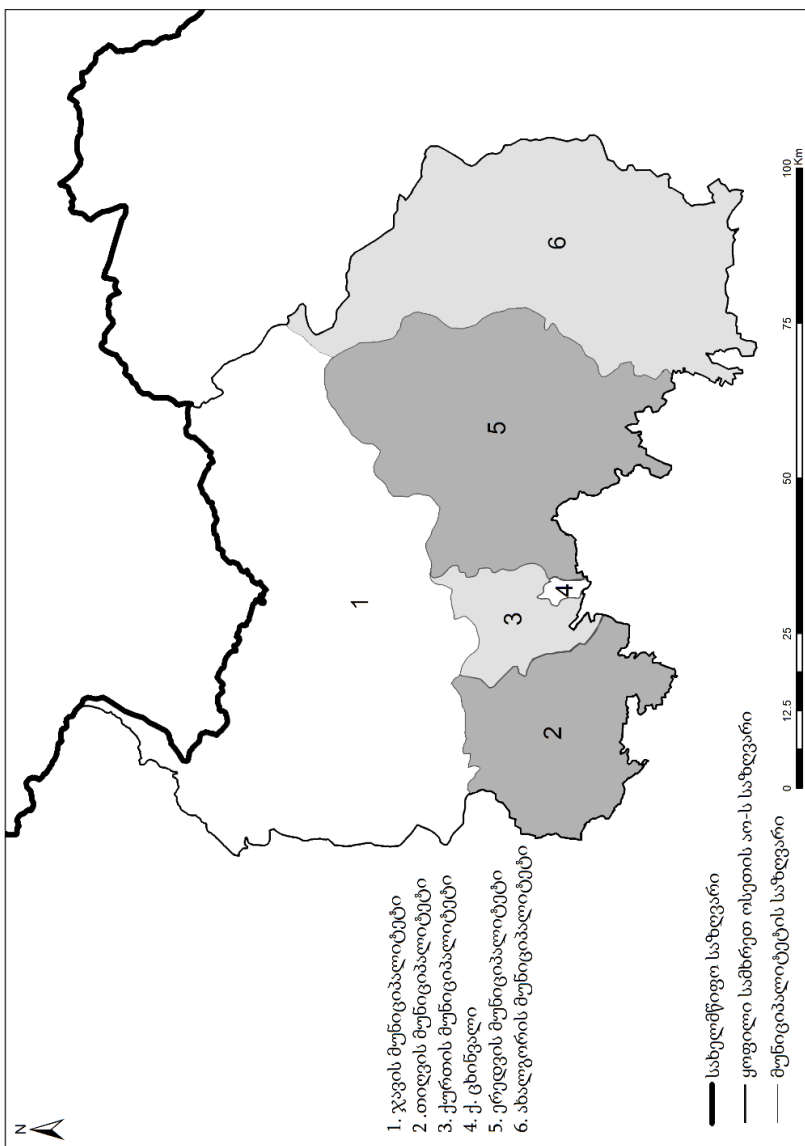 N
1
2
3
4
5
6
1. ჯავის მუნიციპალიტეტი
2 .თიღვის მუნიციპალიტეტი
3. ქურთის მუნიციპალიტეტი
4. ქ. ცხინვალი
5. ერედვის მუნიციპალიტეტი
6. ახალგორის მუნიციპალიტეტი
სახელმწიფო საზღვარი
ყოფილი სამხრეთ ოსეთის აო-ს საზღვარი
მუნიციპალიტეტის საზღვარი
0 12.5 25 50 75 100
Km